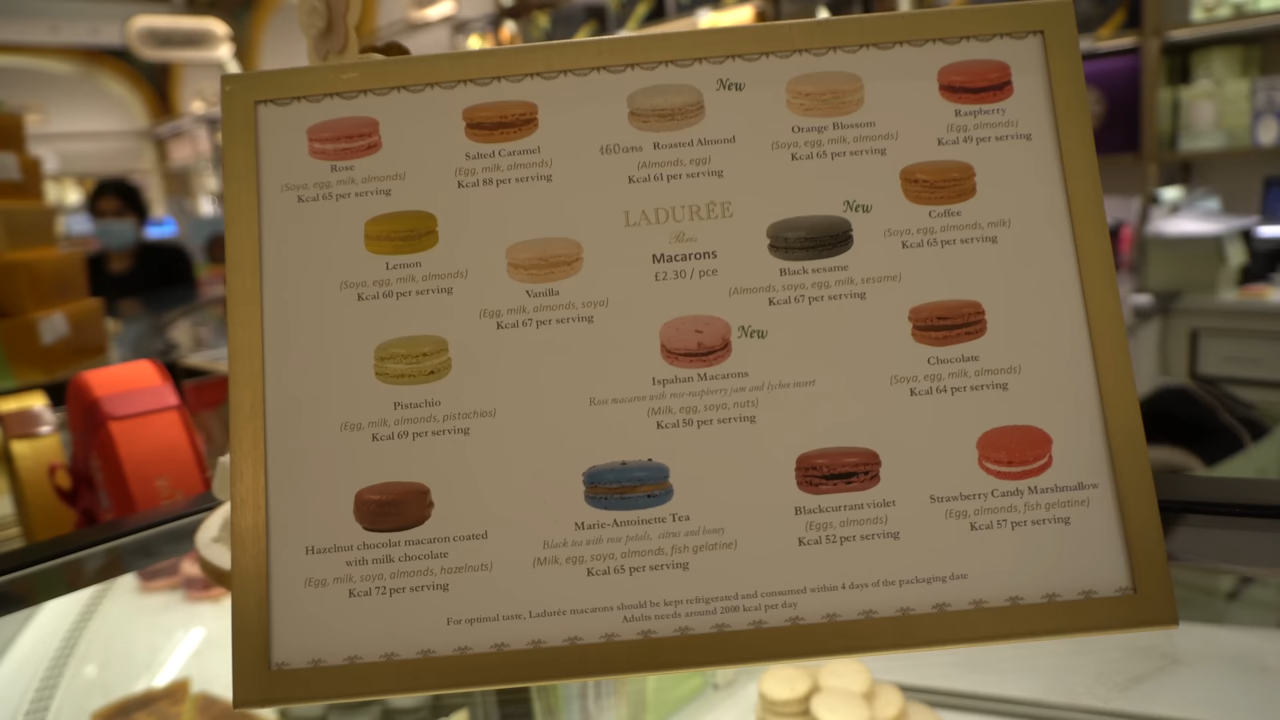 Rose
(Soya, egg, milk, almonds)
Kcal 65 per serving
Salted Caramel
(Egg, milk, almonds)
Kcal 88 per serving
New
160ans Roasted Almond
(Almonds, egg)
Kcal 61 per serving
Orange Blossom
(Soya, egg, milk, almonds)
Kcal 65 per serving
Raspberry
(Egg, almonds)
Kcal 49 per serving
Lemon
(Soya, egg, milk, almonds)
Kcal 60 per serving
Vanilla
(Egg, milk, almonds, soya)
Kcal 67 per serving
LADURÉE
Paris
Macarons
£2.30 / pce
New
Black sesame
(Almonds, soya, egg, milk, sesame)
Kcal 67 per serving
Coffee
(Soya, egg, almonds, milk)
Kcal 65 per serving
Pistachio
(Egg, milk, almonds, pistachios)
Kcal 69 per serving
New
Ispahan Macarons
Rose macaron with rose-raspberry jam and lychee insert
(Milk, egg, soya, nuts)
Kcal 50 per serving
Chocolate
(Soya, egg, milk, almonds)
Kcal 64 per serving
Hazelnut chocolat macaron coated
with milk chocolate
(Egg, milk, soya, almonds, hazelnuts)
Kcal 72 per serving
Marie-Antoinette Tea
Black tea with rose petals, citrus and honey
(Milk, egg, soya, almonds, fish gelatine)
Kcal 65 per serving
Blackcurrant violet
(Eggs, almonds)
Kcal 52 per serving
Strawberry Candy Marshmallow
(Egg, almonds, fish gelatine)
Kcal 57 per serving
For optimal taste, Ladurée macarons should be kept refrigerated and consumed within 4 days of the packaging date
Adults needs around 2000 kcal per day